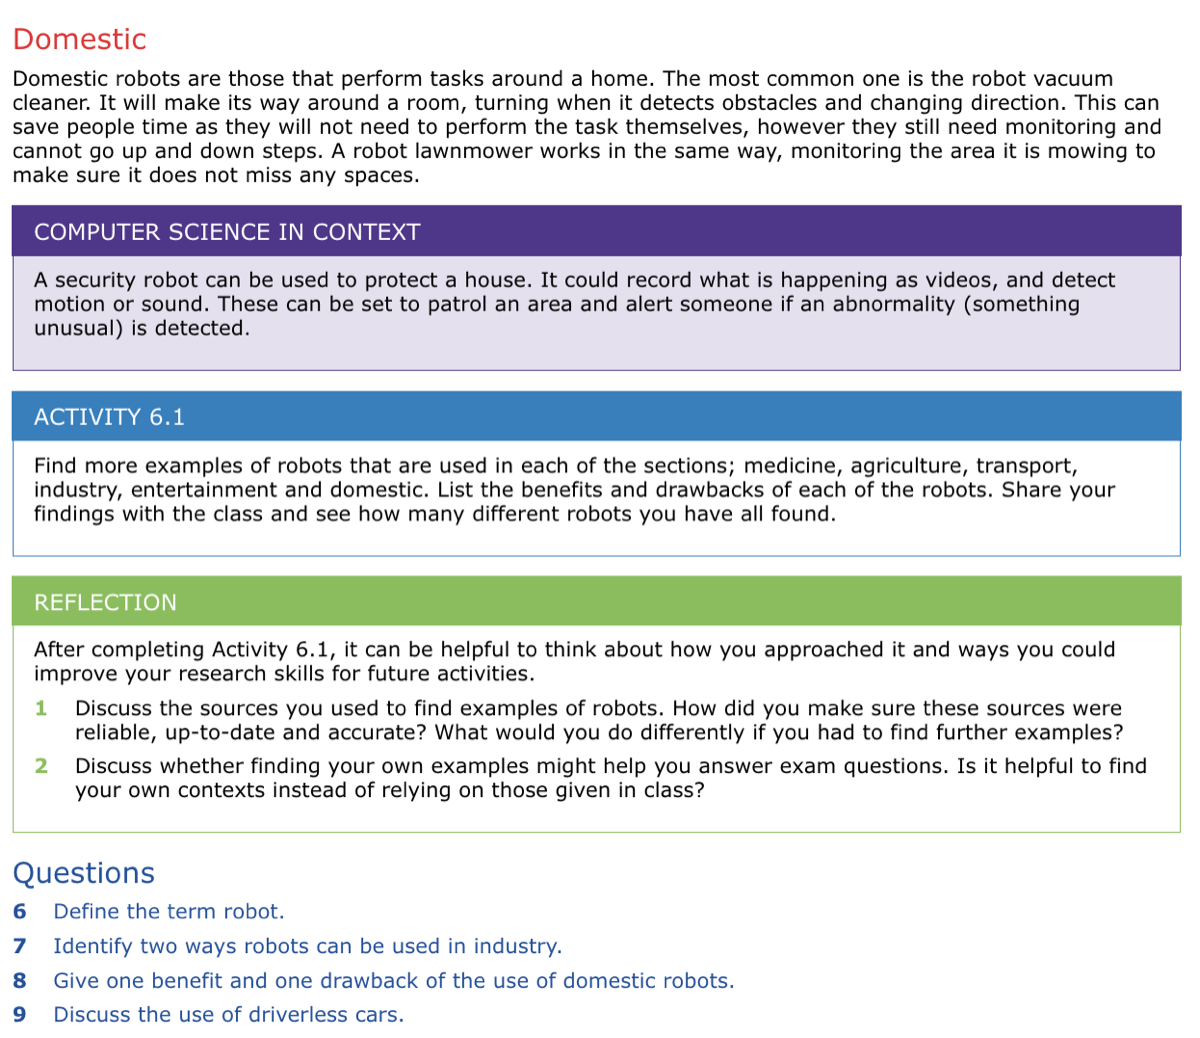 Domestic
Domestic robots are those that perform tasks around a home. The most common one is the robot vacuum
cleaner. It will make its way around a room, turning when it detects obstacles and changing direction. This can
save people time as they will not need to perform the task themselves, however they still need monitoring and
cannot go up and down steps. A robot lawnmower works in the same way, monitoring the area it is mowing to
make sure it does not miss any spaces.
COMPUTER SCIENCE IN CONTEXT
A security robot can be used to protect a house. It could record what is happening as videos, and detect
motion or sound. These can be set to patrol an area and alert someone if an abnormality (something
unusual) is detected.
ACTIVITY 6.1
Find more examples of robots that are used in each of the sections; medicine, agriculture, transport,
industry, entertainment and domestic. List the benefits and drawbacks of each of the robots. Share your
findings with the class and see how many different robots you have all found.
REFLECTION
After completing Activity 6.1, it can be helpful to think about how you approached it and ways you could
improve your research skills for future activities.
1 Discuss the sources you used to find examples of robots. How did you make sure these sources were
reliable, up-to-date and accurate? What would you do differently if you had to find further examples?
2 Discuss whether finding your own examples might help you answer exam questions. Is it helpful to find
your own contexts instead of relying on those given in class?
Questions
6 Define the term robot.
7 Identify two ways robots can be used in industry.
8 Give one benefit and one drawback of the use of domestic robots.
9 Discuss the use of driverless cars.